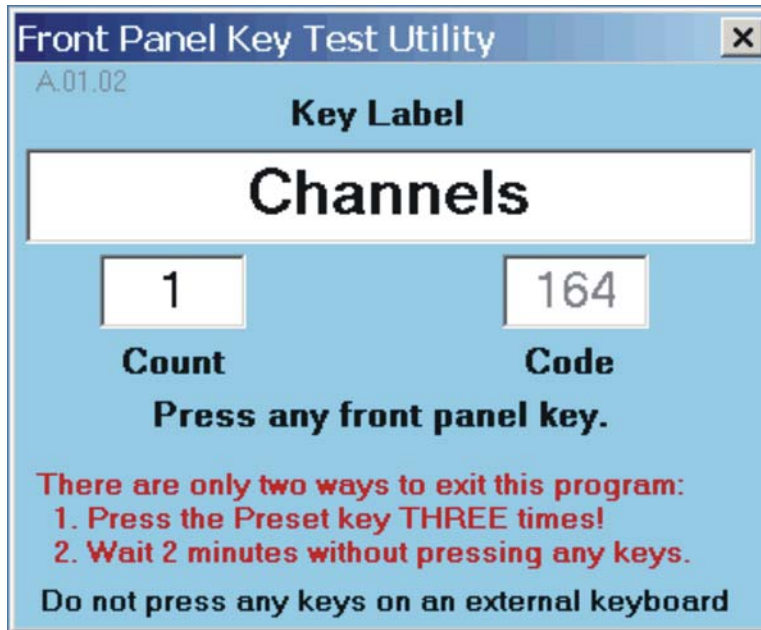 Front Panel Key Test Utility
A.01.02
Key Label
Channels
1 164
Count Code
Press any front panel key.
There are only two ways to exit this program:
1. Press the Preset key THREE times!
2. Wait 2 minutes without pressing any keys.
Do not press any keys on an external keyboard